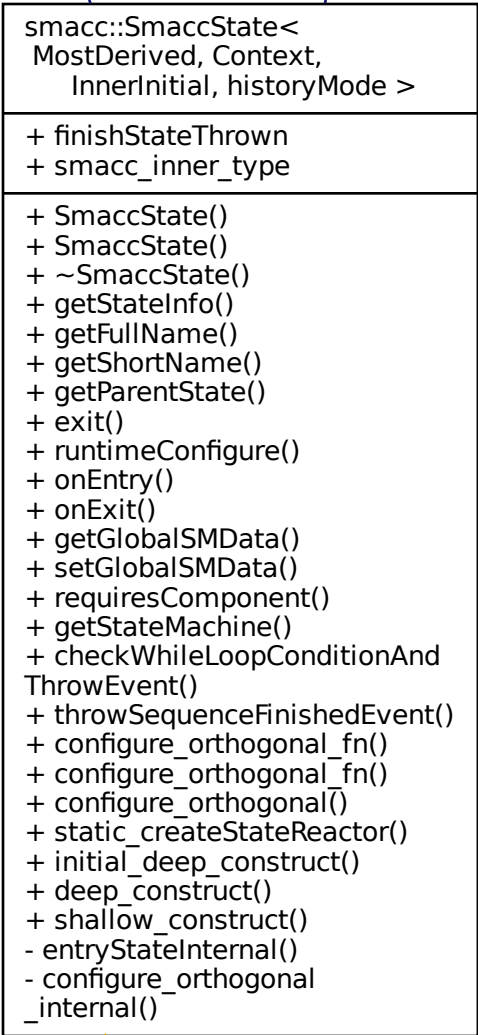 smacc::SmaccState<
MostDerived, Context,
InnerInitial, historyMode >
+ finishStateThrown
+ smacc_inner_type
+ SmaccState()
+ SmaccState()
+ ~SmaccState()
+ getStateInfo()
+ getFullName()
+ getShortName()
+ getParentState()
+ exit()
+ runtimeConfigure()
+ onEntry()
+ onExit()
+ getGlobalSMData()
+ setGlobalSMData()
+ requiresComponent()
+ getStateMachine()
+ checkWhileLoopConditionAnd
ThrowEvent()
+ throwSequenceFinishedEvent()
+ configure_orthogonal_fn()
+ configure_orthogonal_fn()
+ configure_orthogonal()
+ static_createStateReactor()
+ initial_deep_construct()
+ deep_construct()
+ shallow_construct()
- entryStateInternal()
- configure_orthogonal
_internal()